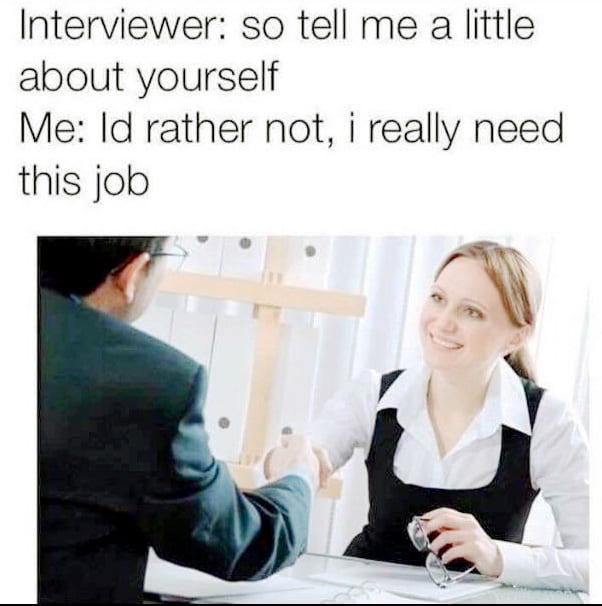 Interviewer: so tell me a little
about yourself
Me: Id rather not, i really need
this job